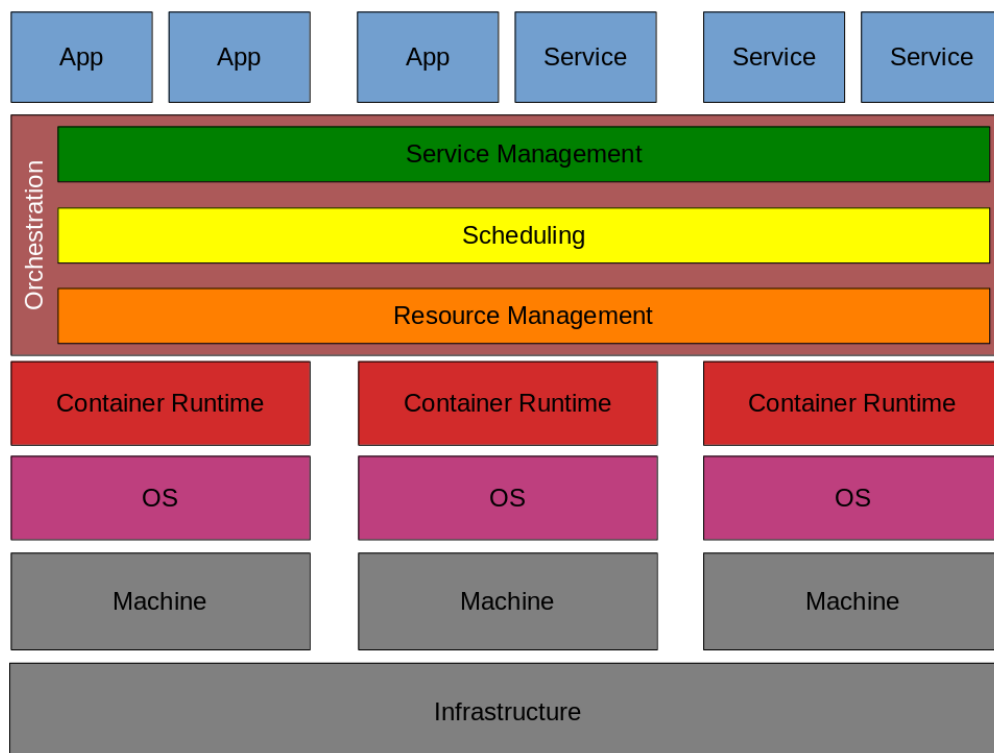 App
App
App
Service
Service
Service
Orchestration
Service Management
Scheduling
Resource Management
Container Runtime
Container Runtime
Container Runtime
OS
OS
OS
Machine
Machine
Machine
Infrastructure